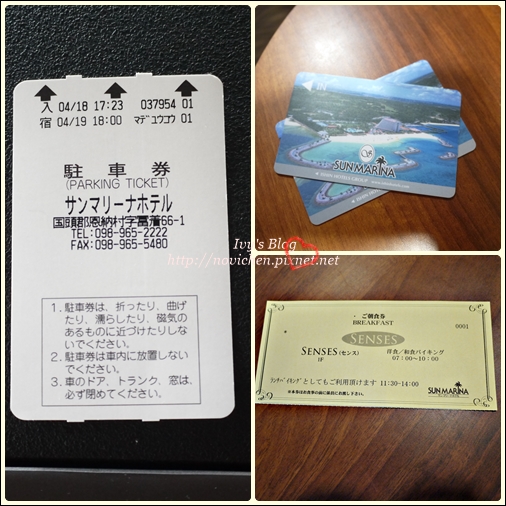 入 04/18 17:23 037954 01
宿 04/19 18:00 マデ ユウコウ 01
駐車券
(PARKING TICKET)
サンマリーナホテル
国頭郡恩納村字冨着66-1
TEL:098-965-2222
FAX:098-965-5480
1. 駐車券は、折ったり、曲げ
たり、濡らしたり、磁気の
あるものに近づけたりしな
いでください。
2. 駐車券は車内に放置しない
でください。
3. 車のドア、トランク、窓は、
必ず閉めてください。
IN
SUN MARINA
Ivy's Blog
http://novichen.pixnet.net
ご朝食券
BREAKFAST
0001
SENSES
SENSES (センス)
1F
洋食／和食バイキング
07:00～10:00
ランチバイキングとしてもご利用頂けます 11:30-14:00
SUN MARINA